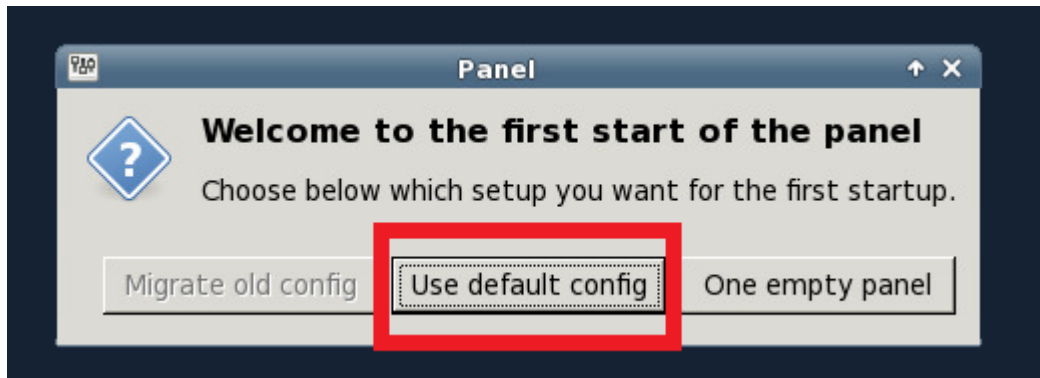 Panel
Welcome to the first start of the panel
Choose below which setup you want for the first startup.
Migrate old config
Use default config
One empty panel